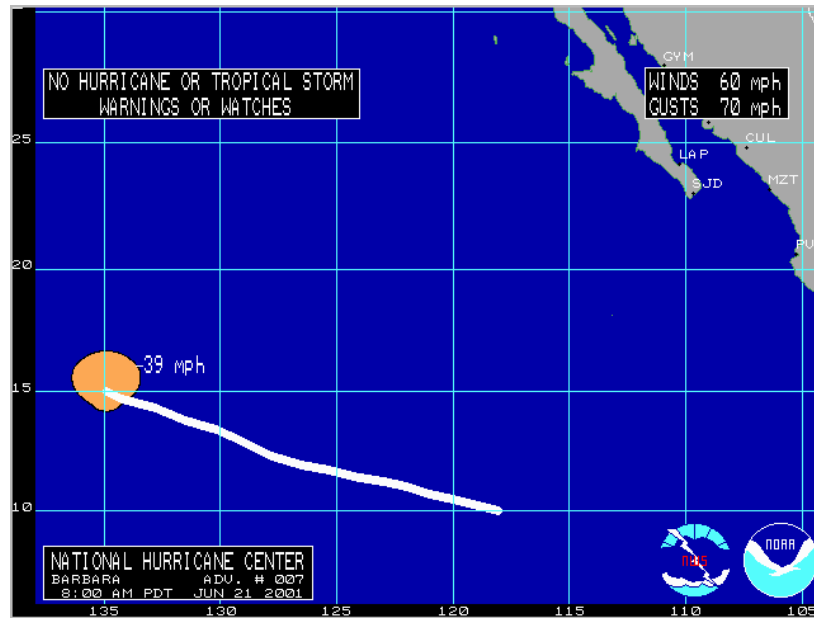 GYM
NO HURRICANE OR TROPICAL STORM
WARNINGS OR WATCHES
WINDS 60 mph
GUSTS 70 mph
25
CUL
LAP
SJD
MZT
PV
20
39 mph
15
10
NATIONAL HURRICANE CENTER
BARBARA ADV. # 007
8:00 AM PDT JUN 21 2001
NWS
NOAA
135 130 125 120 115 110 105